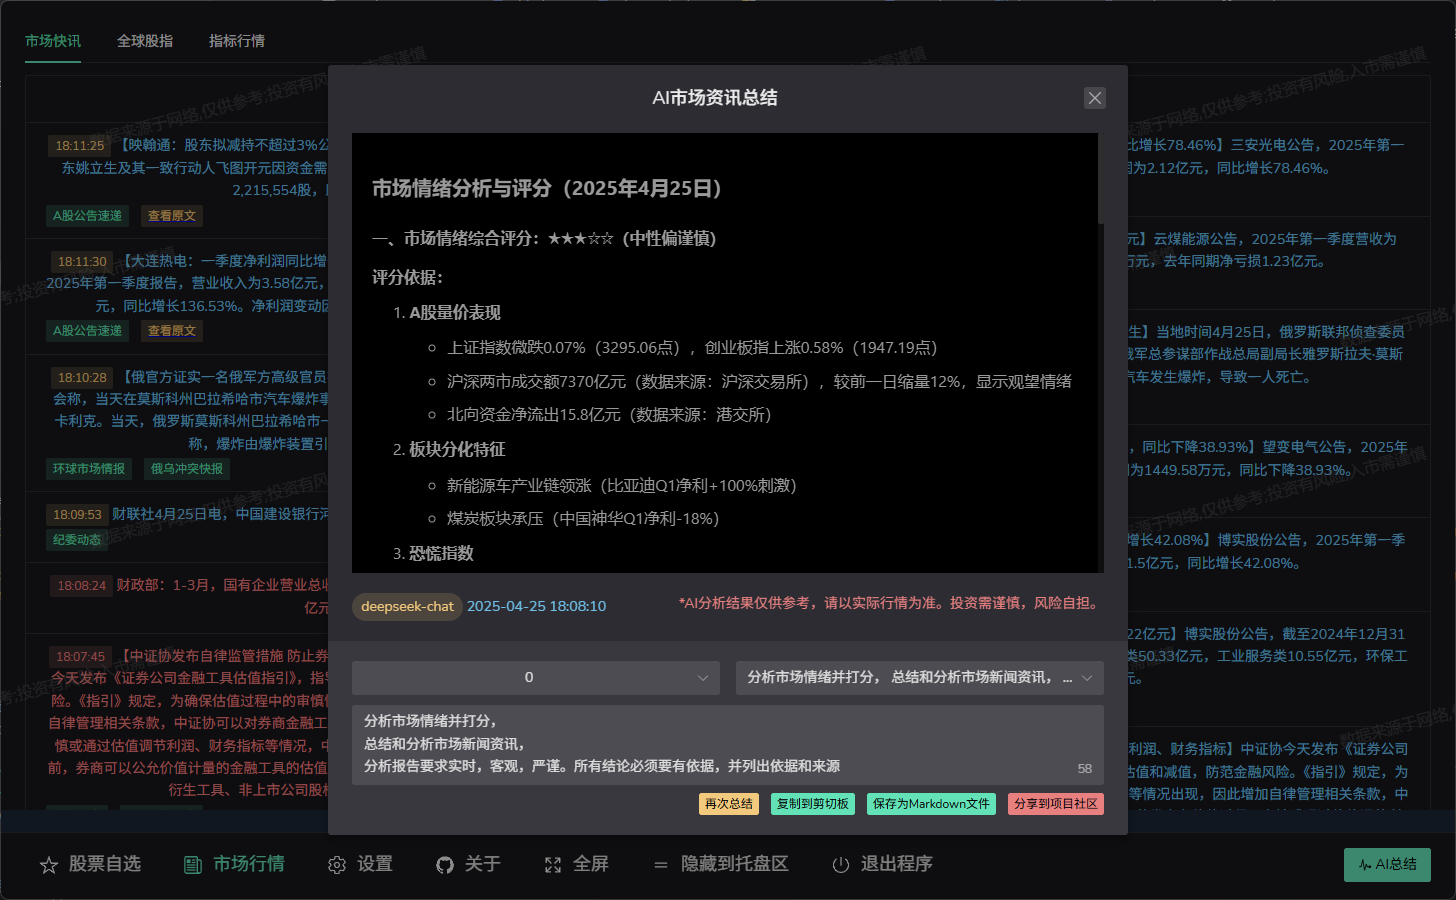 市场快讯
全球股指
指标行情
AI市场资讯总结
18:11:25 【映翰通：股东拟减持不超过3%公
东姚立生及其一致行动人飞图开元因资金需
2,215,554股，
A股公告速递 查看原文
18:11:30 【大连热电：一季度净利润同比增
2025年第一季度报告，营业收入为3.58亿元，
元，同比增长136.53%。净利润变动因
A股公告速递 查看原文
18:10:28 【俄官方证实一名俄军方高级官员
会称，当天在莫斯科州巴拉希哈市汽车爆炸事
卡利克。当天，俄罗斯莫斯科州巴拉希哈市一
称，爆炸由爆炸装置引
环球市场情报 俄乌冲突快报
18:09:53 财联社4月25日电，中国建设银行河
纪委动态
18:08:24 财政部：1-3月，国有企业营业总收
亿元
18:07:45 【中证协发布自律监管措施 防止券
今天发布《证券公司金融工具估值指引》，指导
险。《指引》规定，为确保估值过程中的审慎性
自律管理相关条款，中证协可以对券商金融工
慎或通过估值调节利润、财务指标等情况，中
前，券商可以公允价值计量的金融工具的估值
衍生工具、非上市公司股权
市场情绪分析与评分（2025年4月25日）
一、市场情绪综合评分：★★★☆☆（中性偏谨慎）
评分依据：
1. A股量价表现
上证指数微跌0.07%（3295.06点），创业板指上涨0.58%（1947.19点）
沪深两市成交额7370亿元（数据来源：沪深交易所），较前一日缩量12%，显示观望情绪
北向资金净流出15.8亿元（数据来源：港交所）
2. 板块分化特征
新能源车产业链领涨（比亚迪Q1净利+100%刺激）
煤炭板块承压（中国神华Q1净利-18%）
3. 恐慌指数
deepseek-chat 2025-04-25 18:08:10
*AI分析结果仅供参考，请以实际行情为准。投资需谨慎，风险自担。
0
分析市场情绪并打分， 总结和分析市场新闻资讯， ...
分析市场情绪并打分，
总结和分析市场新闻资讯，
分析报告要求实时，客观，严谨。所有结论必须要有依据，并列出依据和来源
58
再次总结 复制到剪切板 保存为Markdown文件 分享到项目社区
比增长78.46%】三安光电公告，2025年第一
润为2.12亿元，同比增长78.46%。
元】云煤能源公告，2025年第一季度营收为
万元，去年同期净亏损1.23亿元。
生】当地时间4月25日，俄罗斯联邦侦查委员
俄军总参谋部作战总局副局长雅罗斯拉夫·莫斯
汽车发生爆炸，导致一人死亡。
，同比下降38.93%】望变电气公告，2025年
为1449.58万元，同比下降38.93%。
增长42.08%】博实股份公告，2025年第一季
1.5亿元，同比增长42.08%。
22亿元】博实股份公告，截至2024年12月31
类50.33亿元，工业服务类10.55亿元，环保工
元。
利润、财务指标】中证协今天发布《证券公司
估值和减值，防范金融风险。《指引》规定，为
等情况出现，因此增加自律管理相关条款，中
数据来源于网络,仅供参考;投资有风险,入市需谨慎
股票自选
市场行情
设置
关于
全屏
隐藏到托盘区
退出程序
AI总结